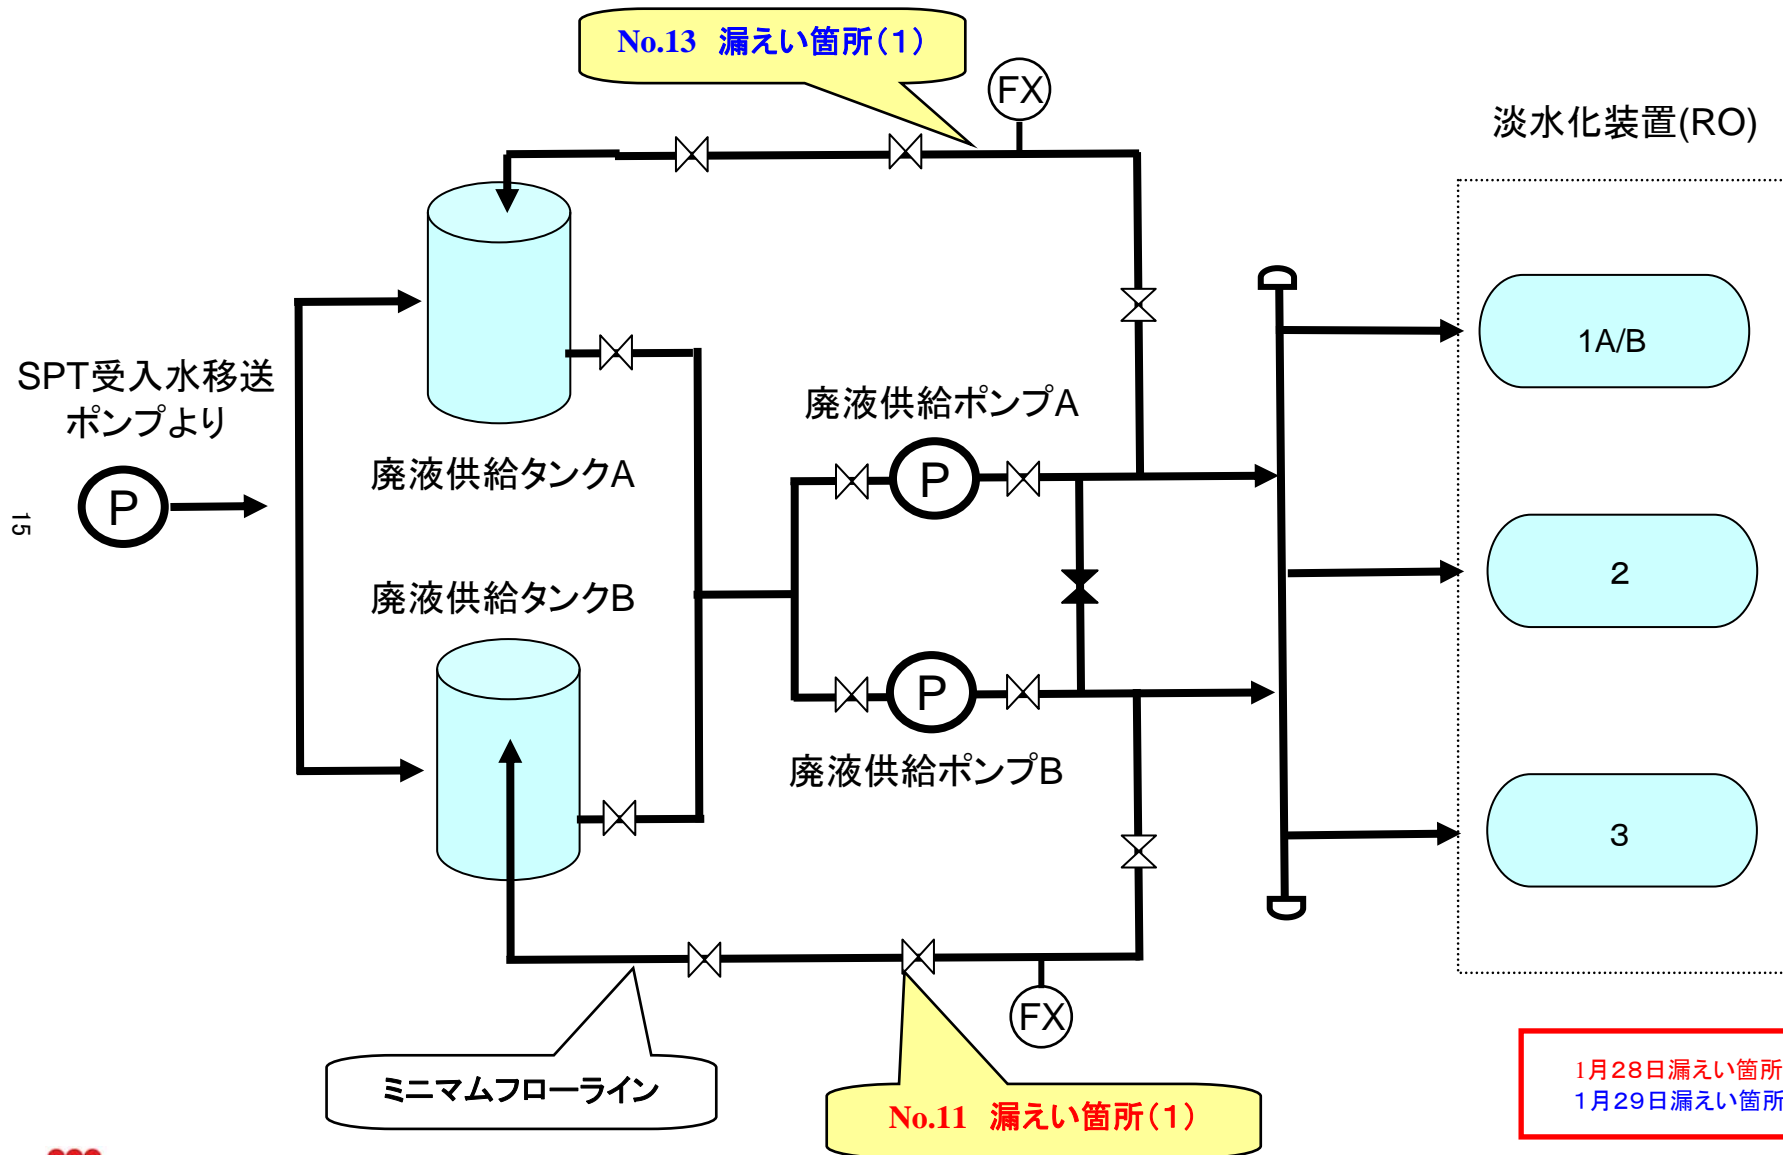 No.13 漏えい箇所(1)
FX
淡水化装置(RO)
1A/B
SPT受入水移送
ポンプより
廃液供給ポンプA
P
廃液供給タンクA
P
15
2
廃液供給タンクB
P
廃液供給ポンプB
3
FX
ミニマムフローライン
No.11 漏えい箇所(1)
1月28日漏えい箇所
1月29日漏えい箇所